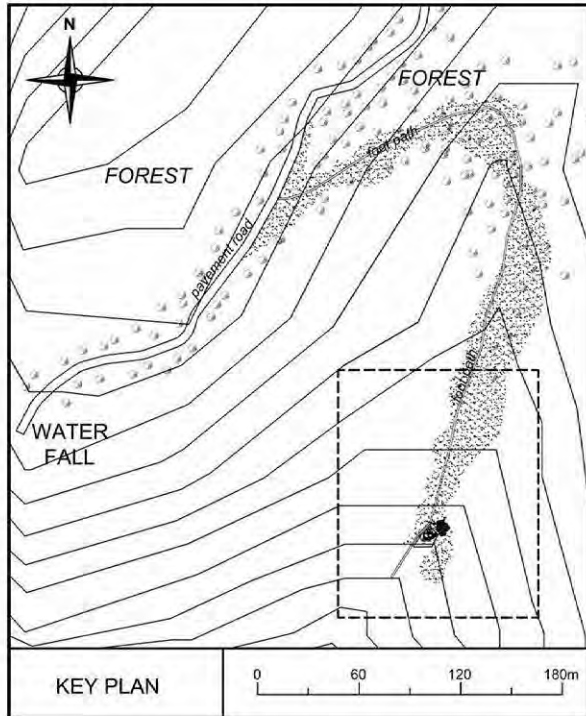 N
FOREST
foot path
FOREST
pavement road
foot path
WATER
FALL
KEY PLAN
0 60 120 180m